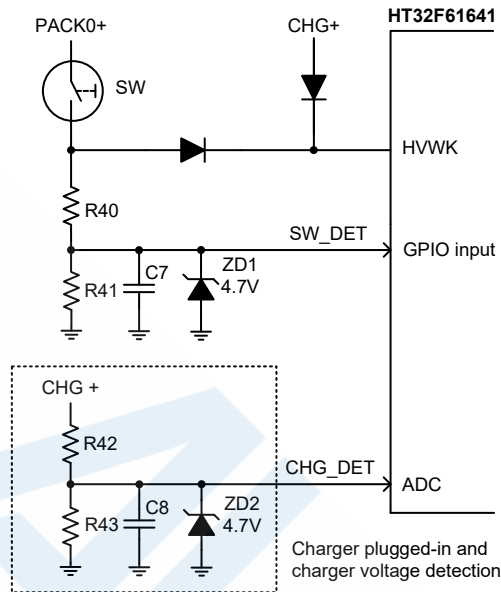 HT32F61641
PACK0+
CHG+
SW
HVWK
R40
SW_DET
GPIO input
R41
C7
ZD1
4.7V
CHG +
R42
CHG_DET
ADC
R43
C8
ZD2
4.7V
Charger plugged-in and
charger voltage detection